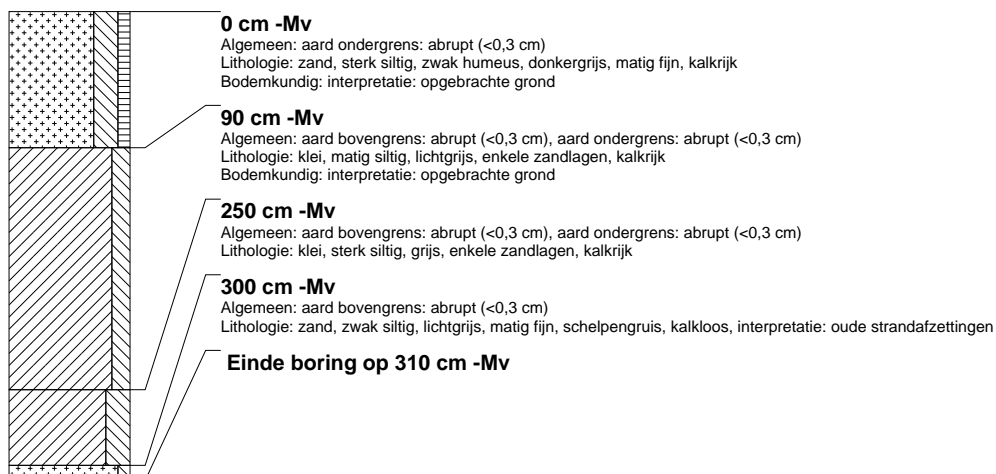 0 cm -Mv
Algemeen: aard ondergrens: abrupt (<0,3 cm)
Lithologie: zand, sterk siltig, zwak humeus, donkergrijs, matig fijn, kalkrijk
Bodemkundig: interpretatie: opgebrachte grond
90 cm -Mv
Algemeen: aard bovengrens: abrupt (<0,3 cm), aard ondergrens: abrupt (<0,3 cm)
Lithologie: klei, matig siltig, lichtgrijs, enkele zandlagen, kalkrijk
Bodemkundig: interpretatie: opgebrachte grond
250 cm -Mv
Algemeen: aard bovengrens: abrupt (<0,3 cm), aard ondergrens: abrupt (<0,3 cm)
Lithologie: klei, sterk siltig, grijs, enkele zandlagen, kalkrijk
300 cm -Mv
Algemeen: aard bovengrens: abrupt (<0,3 cm)
Lithologie: zand, zwak siltig, lichtgrijs, matig fijn, schelpengruis, kalkloos, interpretatie: oude strandafzettingen
Einde boring op 310 cm -Mv